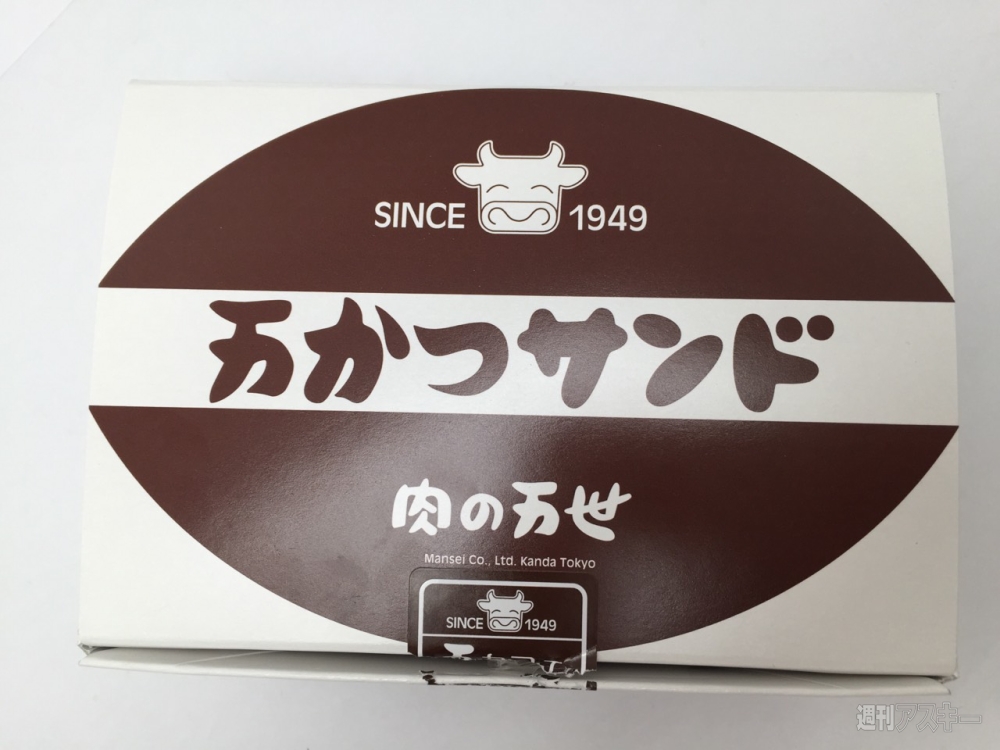 SINCE 1949
万かつサンド
肉の万世
Mansei Co., Ltd. Kanda Tokyo
SINCE 1949
週刊アスキー